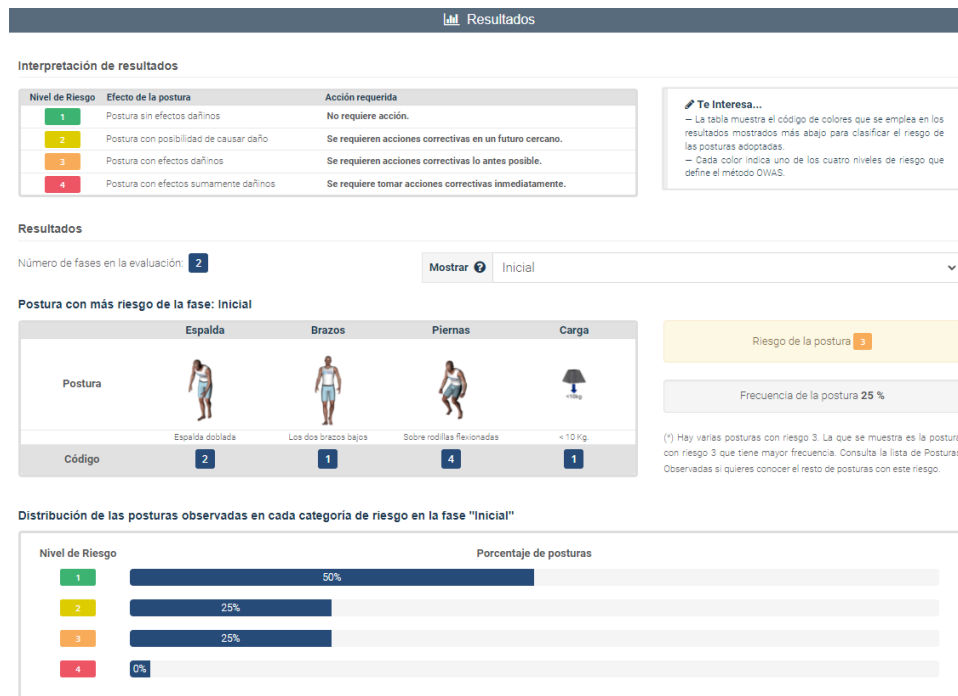 Resultados
Interpretación de resultados
Nivel de Riesgo Efecto de la postura Acción requerida
1 Postura sin efectos dañinos No requiere acción.
2 Postura con posibilidad de causar daño Se requieren acciones correctivas en un futuro cercano.
3 Postura con efectos dañinos Se requieren acciones correctivas lo antes posible.
4 Postura con efectos sumamente dañinos Se requiere tomar acciones correctivas inmediatamente.
Te Interesa...
– La tabla muestra el código de colores que se emplea en los
resultados mostrados más abajo para clasificar el riesgo de
las posturas adoptadas.
– Cada color indica uno de los cuatro niveles de riesgo que
define el método OWAS.
Resultados
Número de fases en la evaluación: 2
Mostrar ? Inicial
Postura con más riesgo de la fase: Inicial
Espalda Brazos Piernas Carga
Postura
<10kg
Espalda doblada Los dos brazos bajos Sobre rodillas flexionadas < 10 Kg.
Código 2 1 4 1
Riesgo de la postura 3
Frecuencia de la postura 25 %
(*) Hay varias posturas con riesgo 3. La que se muestra es la postura
con riesgo 3 que tiene mayor frecuencia. Consulta la lista de Posturas
Observadas si quieres conocer el resto de posturas con este riesgo.
Distribución de las posturas observadas en cada categoría de riesgo en la fase "Inicial"
Nivel de Riesgo Porcentaje de posturas
1 50%
2 25%
3 25%
4 0%